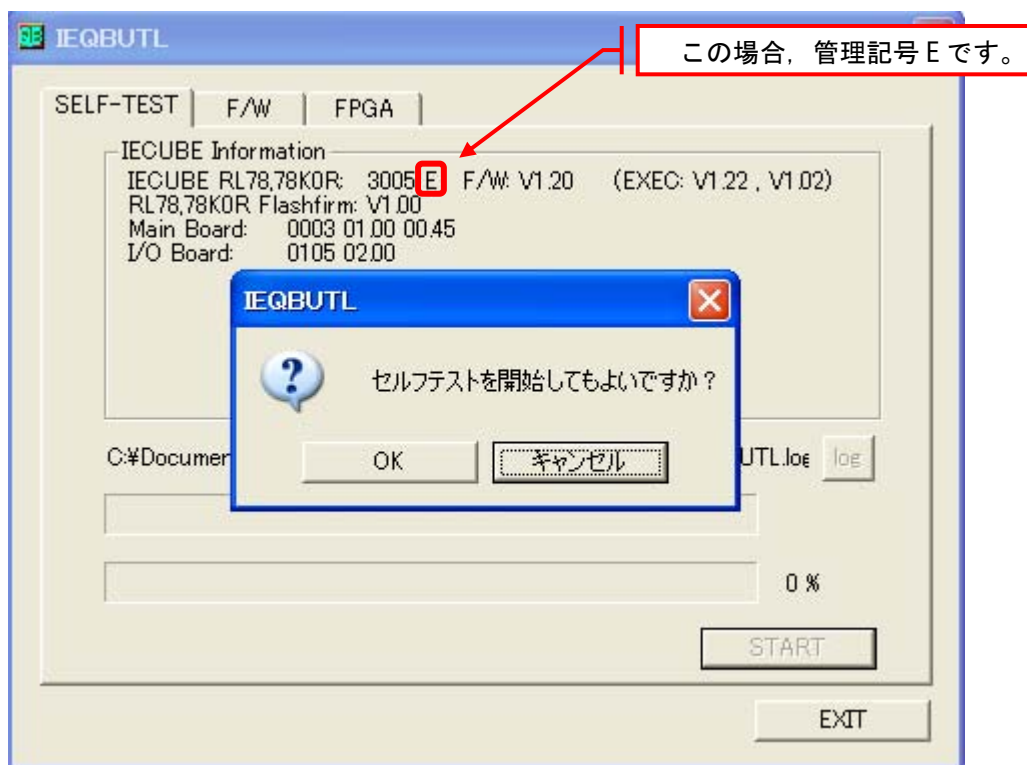 IEQBUTL
この場合，管理記号Eです。
SELF-TEST F/W FPGA
IECUBE Information
IECUBE RL78,78K0R: 3005 E F/W: V1.20 (EXEC: V1.22 , V1.02)
RL78,78K0R Flashfirm: V1.00
Main Board: 0003 01.00 00.45
I/O Board: 0105 02.00
IEQBUTL
セルフテストを開始してもよいですか？
OK キャンセル
C:¥Documen UTL.log log
0 %
START
EXIT